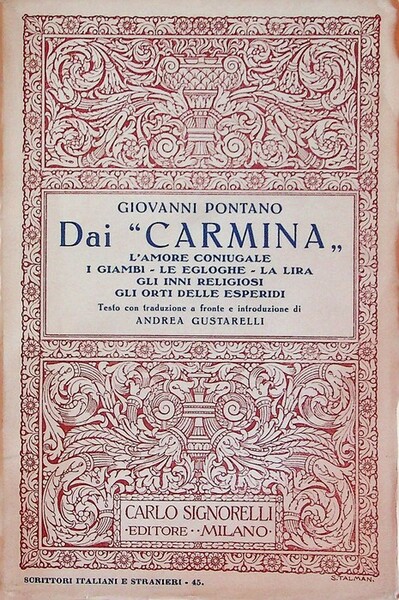 GIOVANNI PONTANO
Dai "CARMINA„
L'AMORE CONIUGALE
I GIAMBI - LE EGLOGHE - LA LIRA
GLI INNI RELIGIOSI
GLI ORTI DELLE ESPERIDI
Testo con traduzione a fronte e introduzione di
ANDREA GUSTARELLI
CARLO SIGNORELLI
·EDITORE··MILANO·
S.TALMAN.
SCRITTORI ITALIANI E STRANIERI - 45.